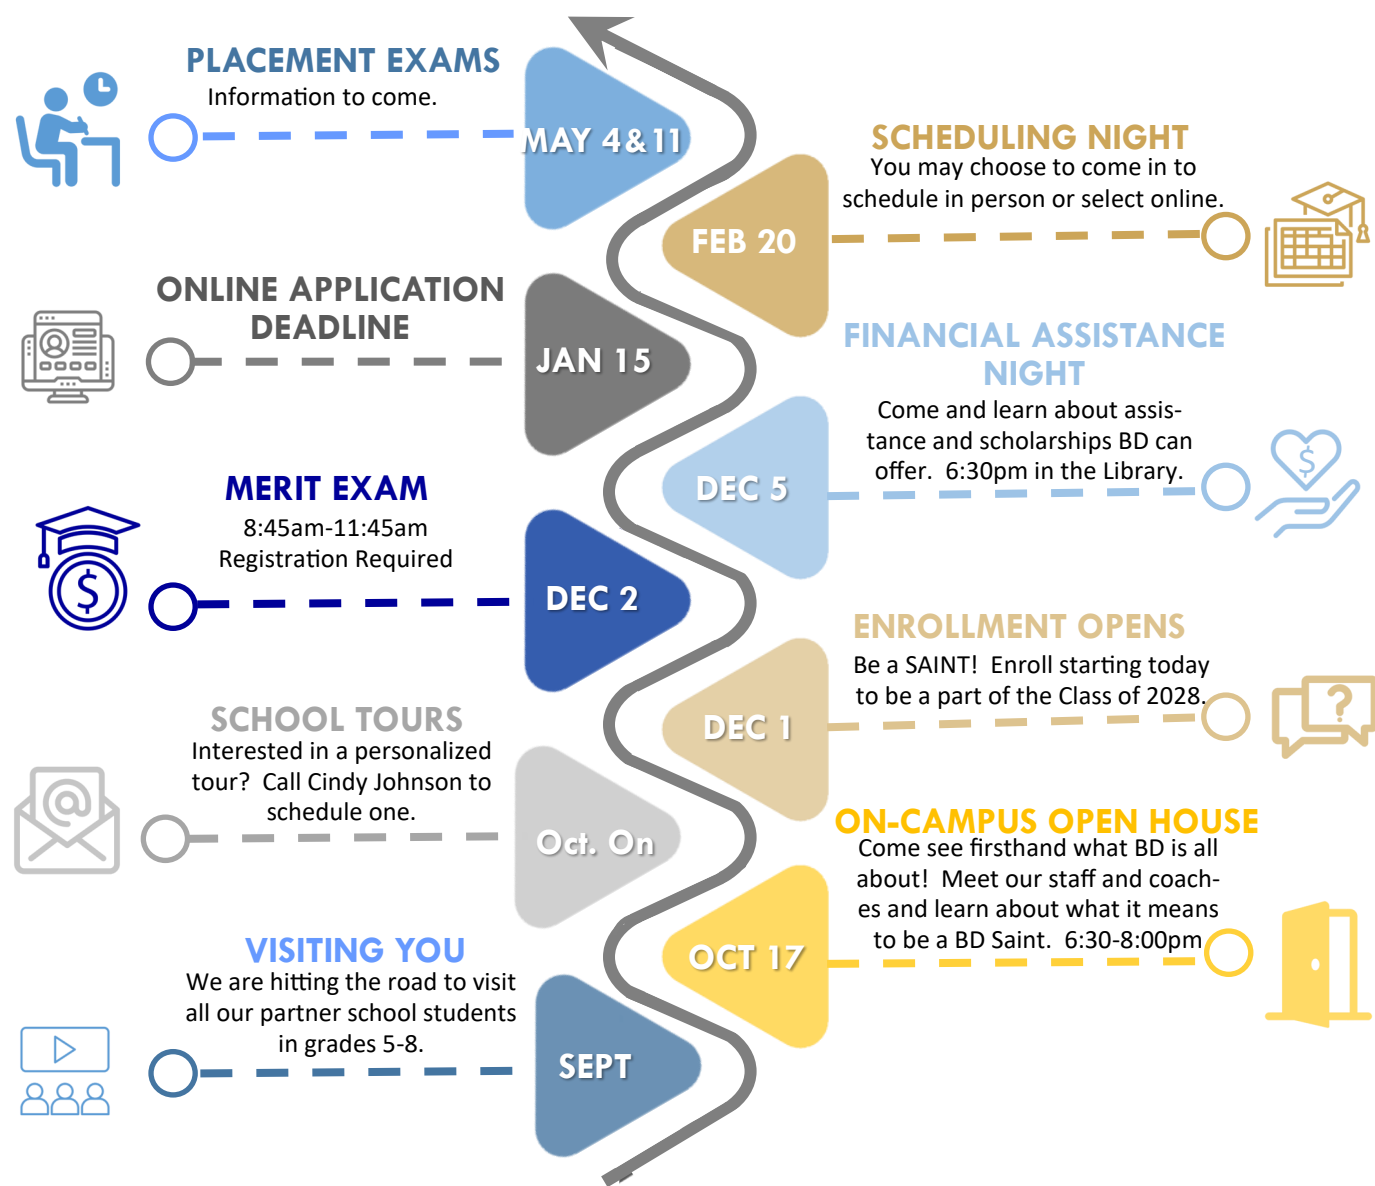 PLACEMENT EXAMS
Information to come.
MAY 4&11
SCHEDULING NIGHT
You may choose to come in to
schedule in person or select online.
FEB 20
ONLINE APPLICATION
DEADLINE
JAN 15
FINANCIAL ASSISTANCE
NIGHT
Come and learn about assis-
tance and scholarships BD can
offer.  6:30pm in the Library.
DEC 5
$
MERIT EXAM
8:45am-11:45am
Registration Required
$
DEC 2
ENROLLMENT OPENS
Be a SAINT!  Enroll starting today
to be a part of the Class of 2028.
DEC 1
?
SCHOOL TOURS
Interested in a personalized
tour?  Call Cindy Johnson to
schedule one.
@
Oct. On
ON-CAMPUS OPEN HOUSE
Come see firsthand what BD is all
about!  Meet our staff and coach-
es and learn about what it means
to be a BD Saint.  6:30-8:00pm
OCT 17
VISITING YOU
We are hitting the road to visit
all our partner school students
in grades 5-8.
SEPT